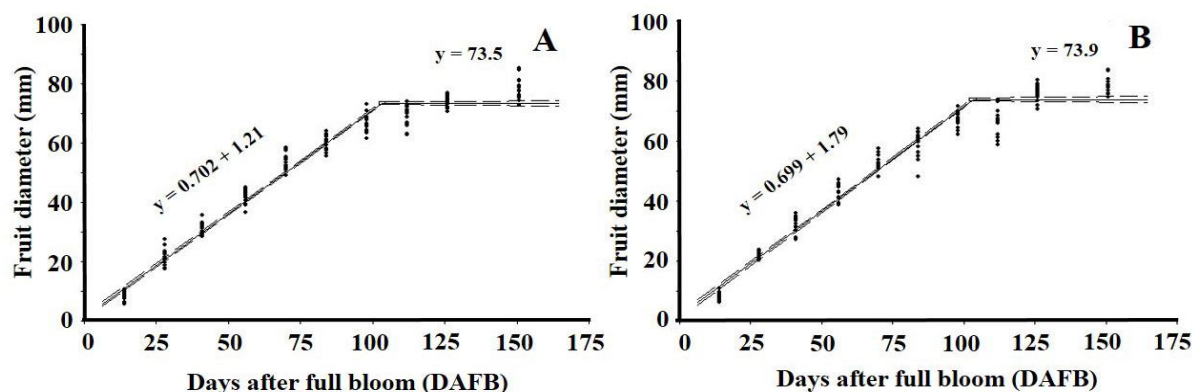 A
100
80
60
40
20
0
Fruit diameter (mm)
y = 0.702 + 1.21
y = 73.5
0 25 50 75 100 125 150 175
Days after full bloom (DAFB)
B
100
80
60
40
20
0
Fruit diameter (mm)
y = 0.699 + 1.79
y = 73.9
0 25 50 75 100 125 150 175
Days after full bloom (DAFB)